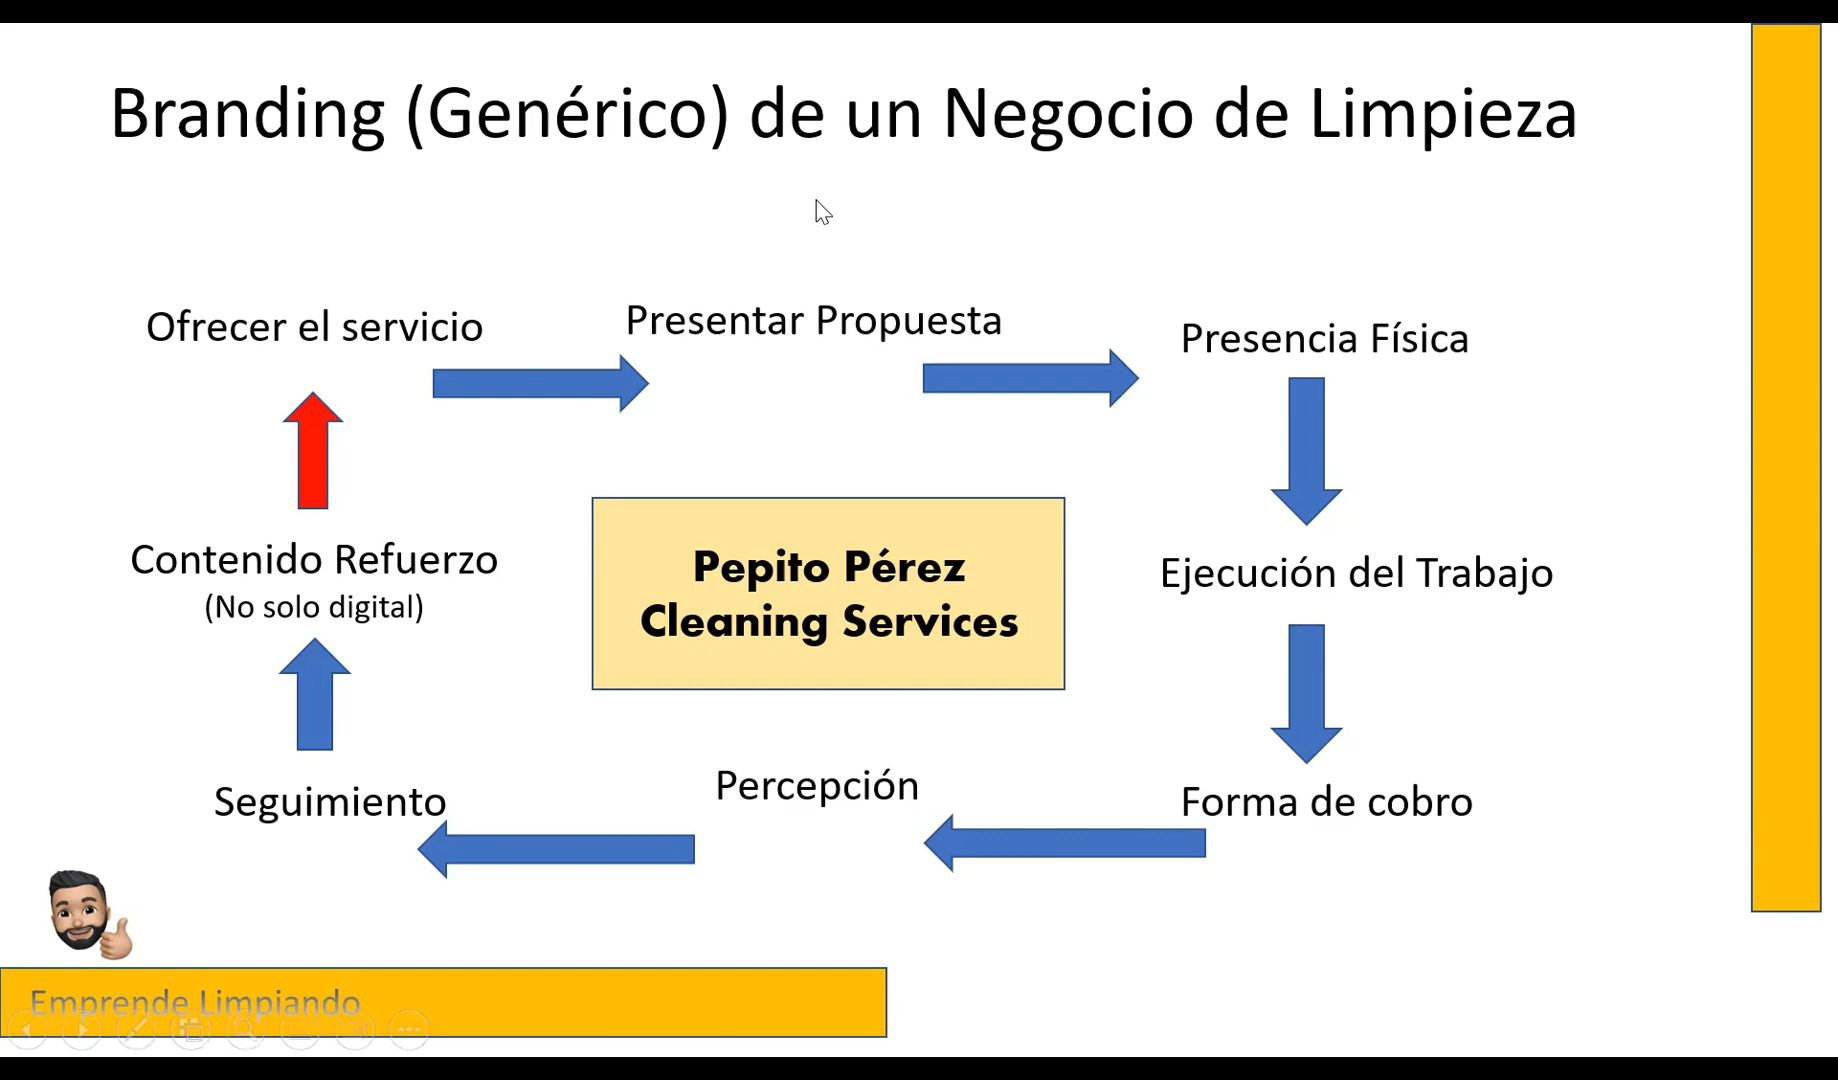 Branding (Genérico) de un Negocio de Limpieza
Ofrecer el servicio
Presentar Propuesta
Presencia Física
Contenido Refuerzo
(No solo digital)
Pepito Pérez
Cleaning Services
Ejecución del Trabajo
Seguimiento
Percepción
Forma de cobro
Emprende Limpiando